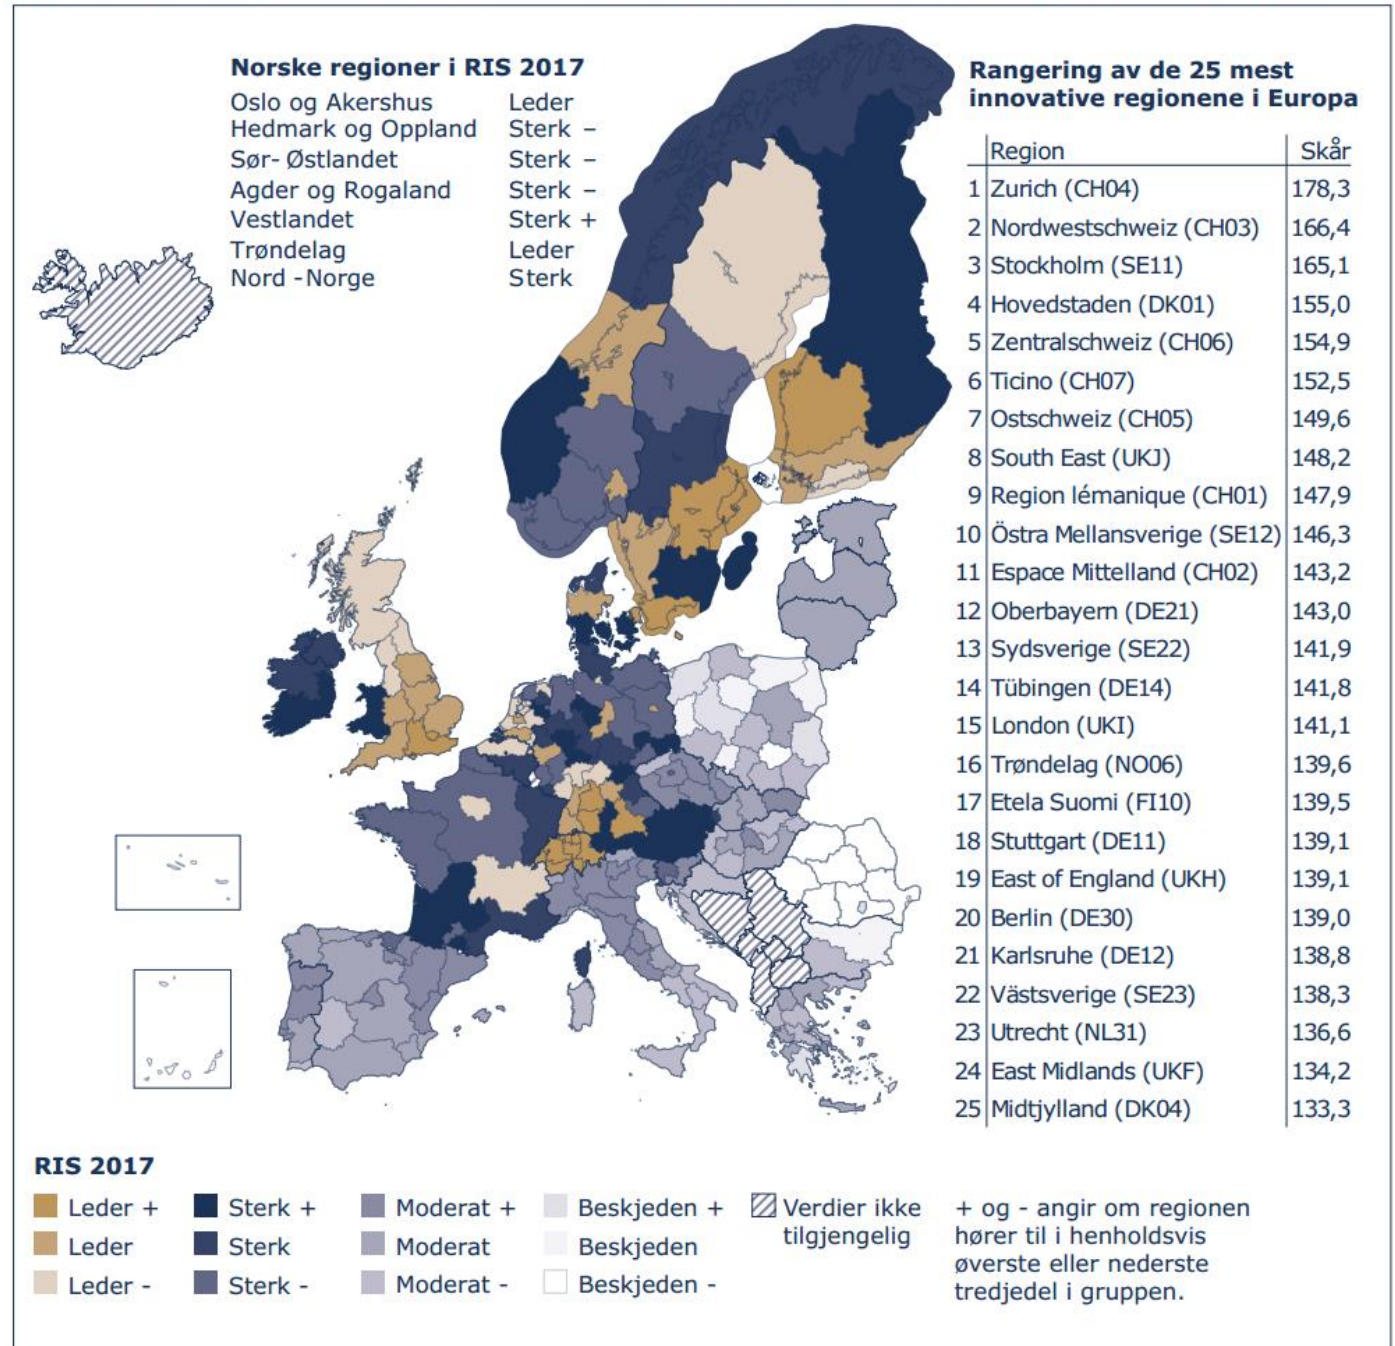 Norske regioner i RIS 2017
Oslo og Akershus Leder
Hedmark og Oppland Sterk –
Sør- Østlandet Sterk –
Agder og Rogaland Sterk –
Vestlandet Sterk +
Trøndelag Leder
Nord -Norge Sterk
Rangering av de 25 mest
innovative regionene i Europa
Region Skår
1 Zurich (CH04) 178,3
2 Nordwestschweiz (CH03) 166,4
3 Stockholm (SE11) 165,1
4 Hovedstaden (DK01) 155,0
5 Zentralschweiz (CH06) 154,9
6 Ticino (CH07) 152,5
7 Ostschweiz (CH05) 149,6
8 South East (UKJ) 148,2
9 Region lémanique (CH01) 147,9
10 Östra Mellansverige (SE12) 146,3
11 Espace Mittelland (CH02) 143,2
12 Oberbayern (DE21) 143,0
13 Sydsverige (SE22) 141,9
14 Tübingen (DE14) 141,8
15 London (UKI) 141,1
16 Trøndelag (NO06) 139,6
17 Etela Suomi (FI10) 139,5
18 Stuttgart (DE11) 139,1
19 East of England (UKH) 139,1
20 Berlin (DE30) 139,0
21 Karlsruhe (DE12) 138,8
22 Västsverige (SE23) 138,3
23 Utrecht (NL31) 136,6
24 East Midlands (UKF) 134,2
25 Midtjylland (DK04) 133,3
RIS 2017
Leder + Sterk + Moderat + Beskjeden +
Leder Sterk Moderat Beskjeden
Leder - Sterk - Moderat - Beskjeden -
Verdier ikke
tilgjengelig
+ og - angir om regionen
hører til i henholdsvis
øverste eller nederste
tredjedel i gruppen.